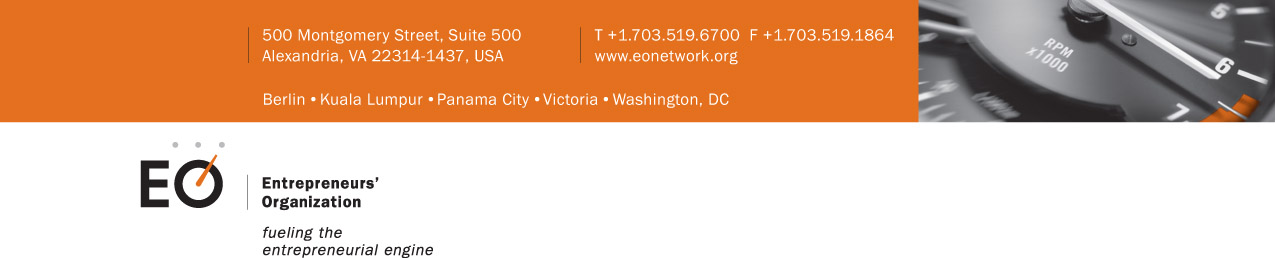 500 Montgomery Street, Suite 500
Alexandria, VA 22314-1437, USA
T +1.703.519.6700 F +1.703.519.1864
www.eonetwork.org
Berlin • Kuala Lumpur • Panama City • Victoria • Washington, DC
RPM
x1000
5
6
7
EO
Entrepreneurs’
Organization
fueling the
entrepreneurial engine